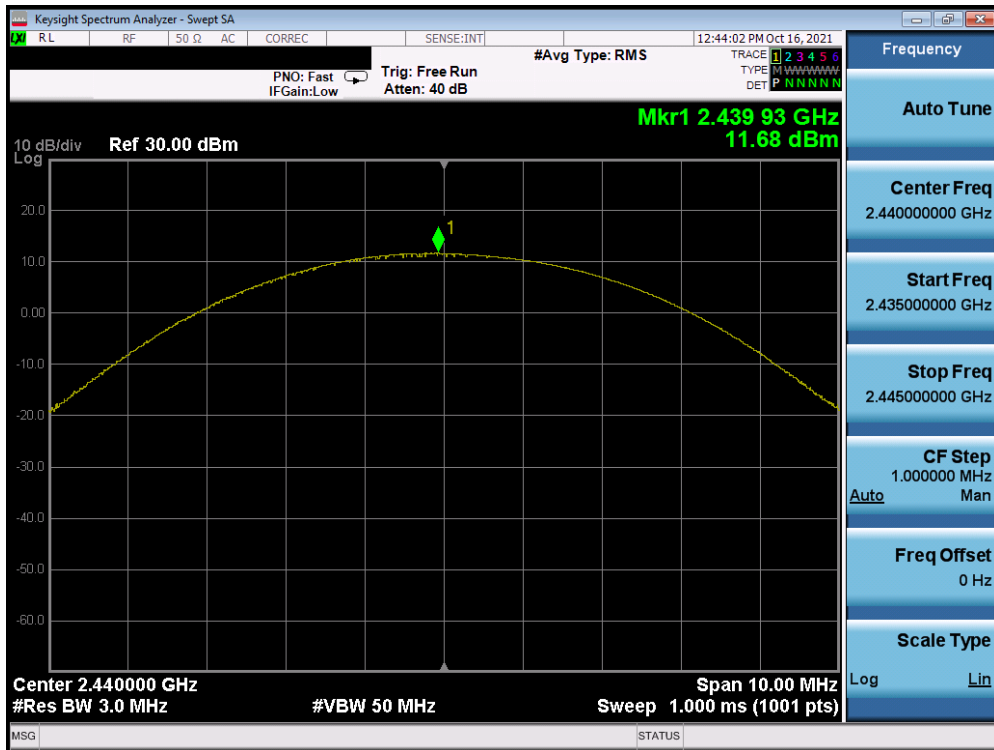 Keysight Spectrum Analyzer - Swept SA
LXI RL RF 50 Ω AC CORREC SENSE:INT 12:44:02 PM Oct 16, 2021
#Avg Type: RMS
TRACE 1 2 3 4 5 6
TYPE M W W W W W
DET P N N N N N
PNO: Fast
IFGain:Low
Trig: Free Run
Atten: 40 dB
Mkr1 2.439 93 GHz
11.68 dBm
10 dB/div Ref 30.00 dBm
Log
1
20.0
10.0
0.00
-10.0
-20.0
-30.0
-40.0
-50.0
-60.0
Center 2.440000 GHz Span 10.00 MHz
#Res BW 3.0 MHz #VBW 50 MHz Sweep 1.000 ms (1001 pts)
MSG STATUS
Frequency
Auto Tune
Center Freq
2.440000000 GHz
Start Freq
2.435000000 GHz
Stop Freq
2.445000000 GHz
CF Step
1.000000 MHz
Auto Man
Freq Offset
0 Hz
Scale Type
Log Lin